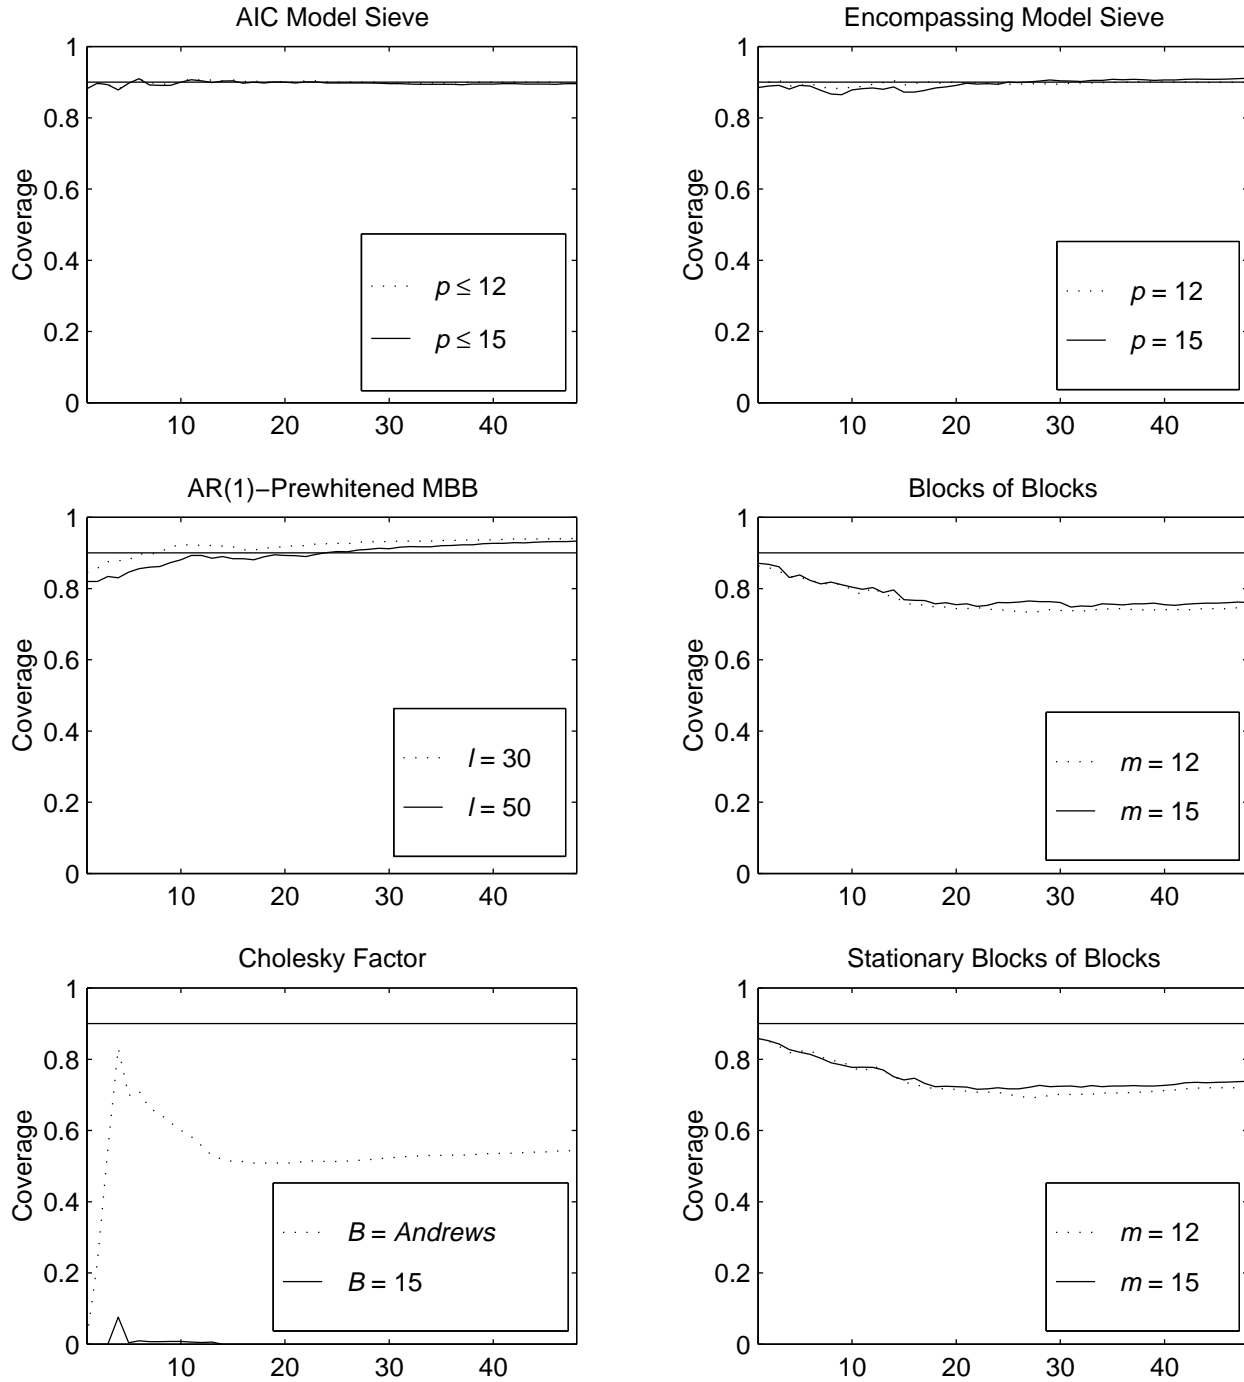 AIC Model Sieve
1
0.8
0.6
0.4
0.2
0
Coverage
p ≤ 12
p ≤ 15
10 20 30 40
Encompassing Model Sieve
1
0.8
0.6
0.4
0.2
0
Coverage
p = 12
p = 15
10 20 30 40
AR(1)−Prewhitened MBB
1
0.8
0.6
0.4
0.2
0
Coverage
l = 30
l = 50
10 20 30 40
Blocks of Blocks
1
0.8
0.6
0.4
0.2
0
Coverage
m = 12
m = 15
10 20 30 40
Cholesky Factor
1
0.8
0.6
0.4
0.2
0
Coverage
B = Andrews
B = 15
10 20 30 40
Stationary Blocks of Blocks
1
0.8
0.6
0.4
0.2
0
Coverage
m = 12
m = 15
10 20 30 40